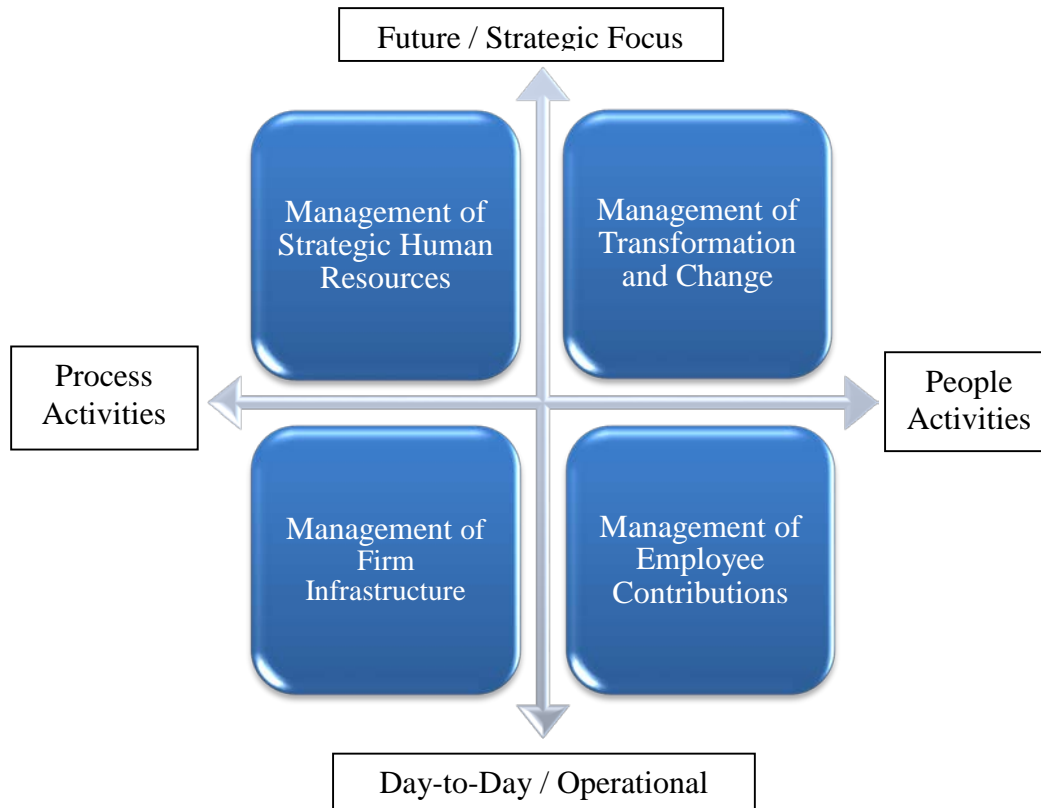 Future / Strategic Focus
Management of
Strategic Human
Resources
Management of
Transformation
and Change
Process
Activities
People
Activities
Management of
Firm
Infrastructure
Management of
Employee
Contributions
Day-to-Day / Operational